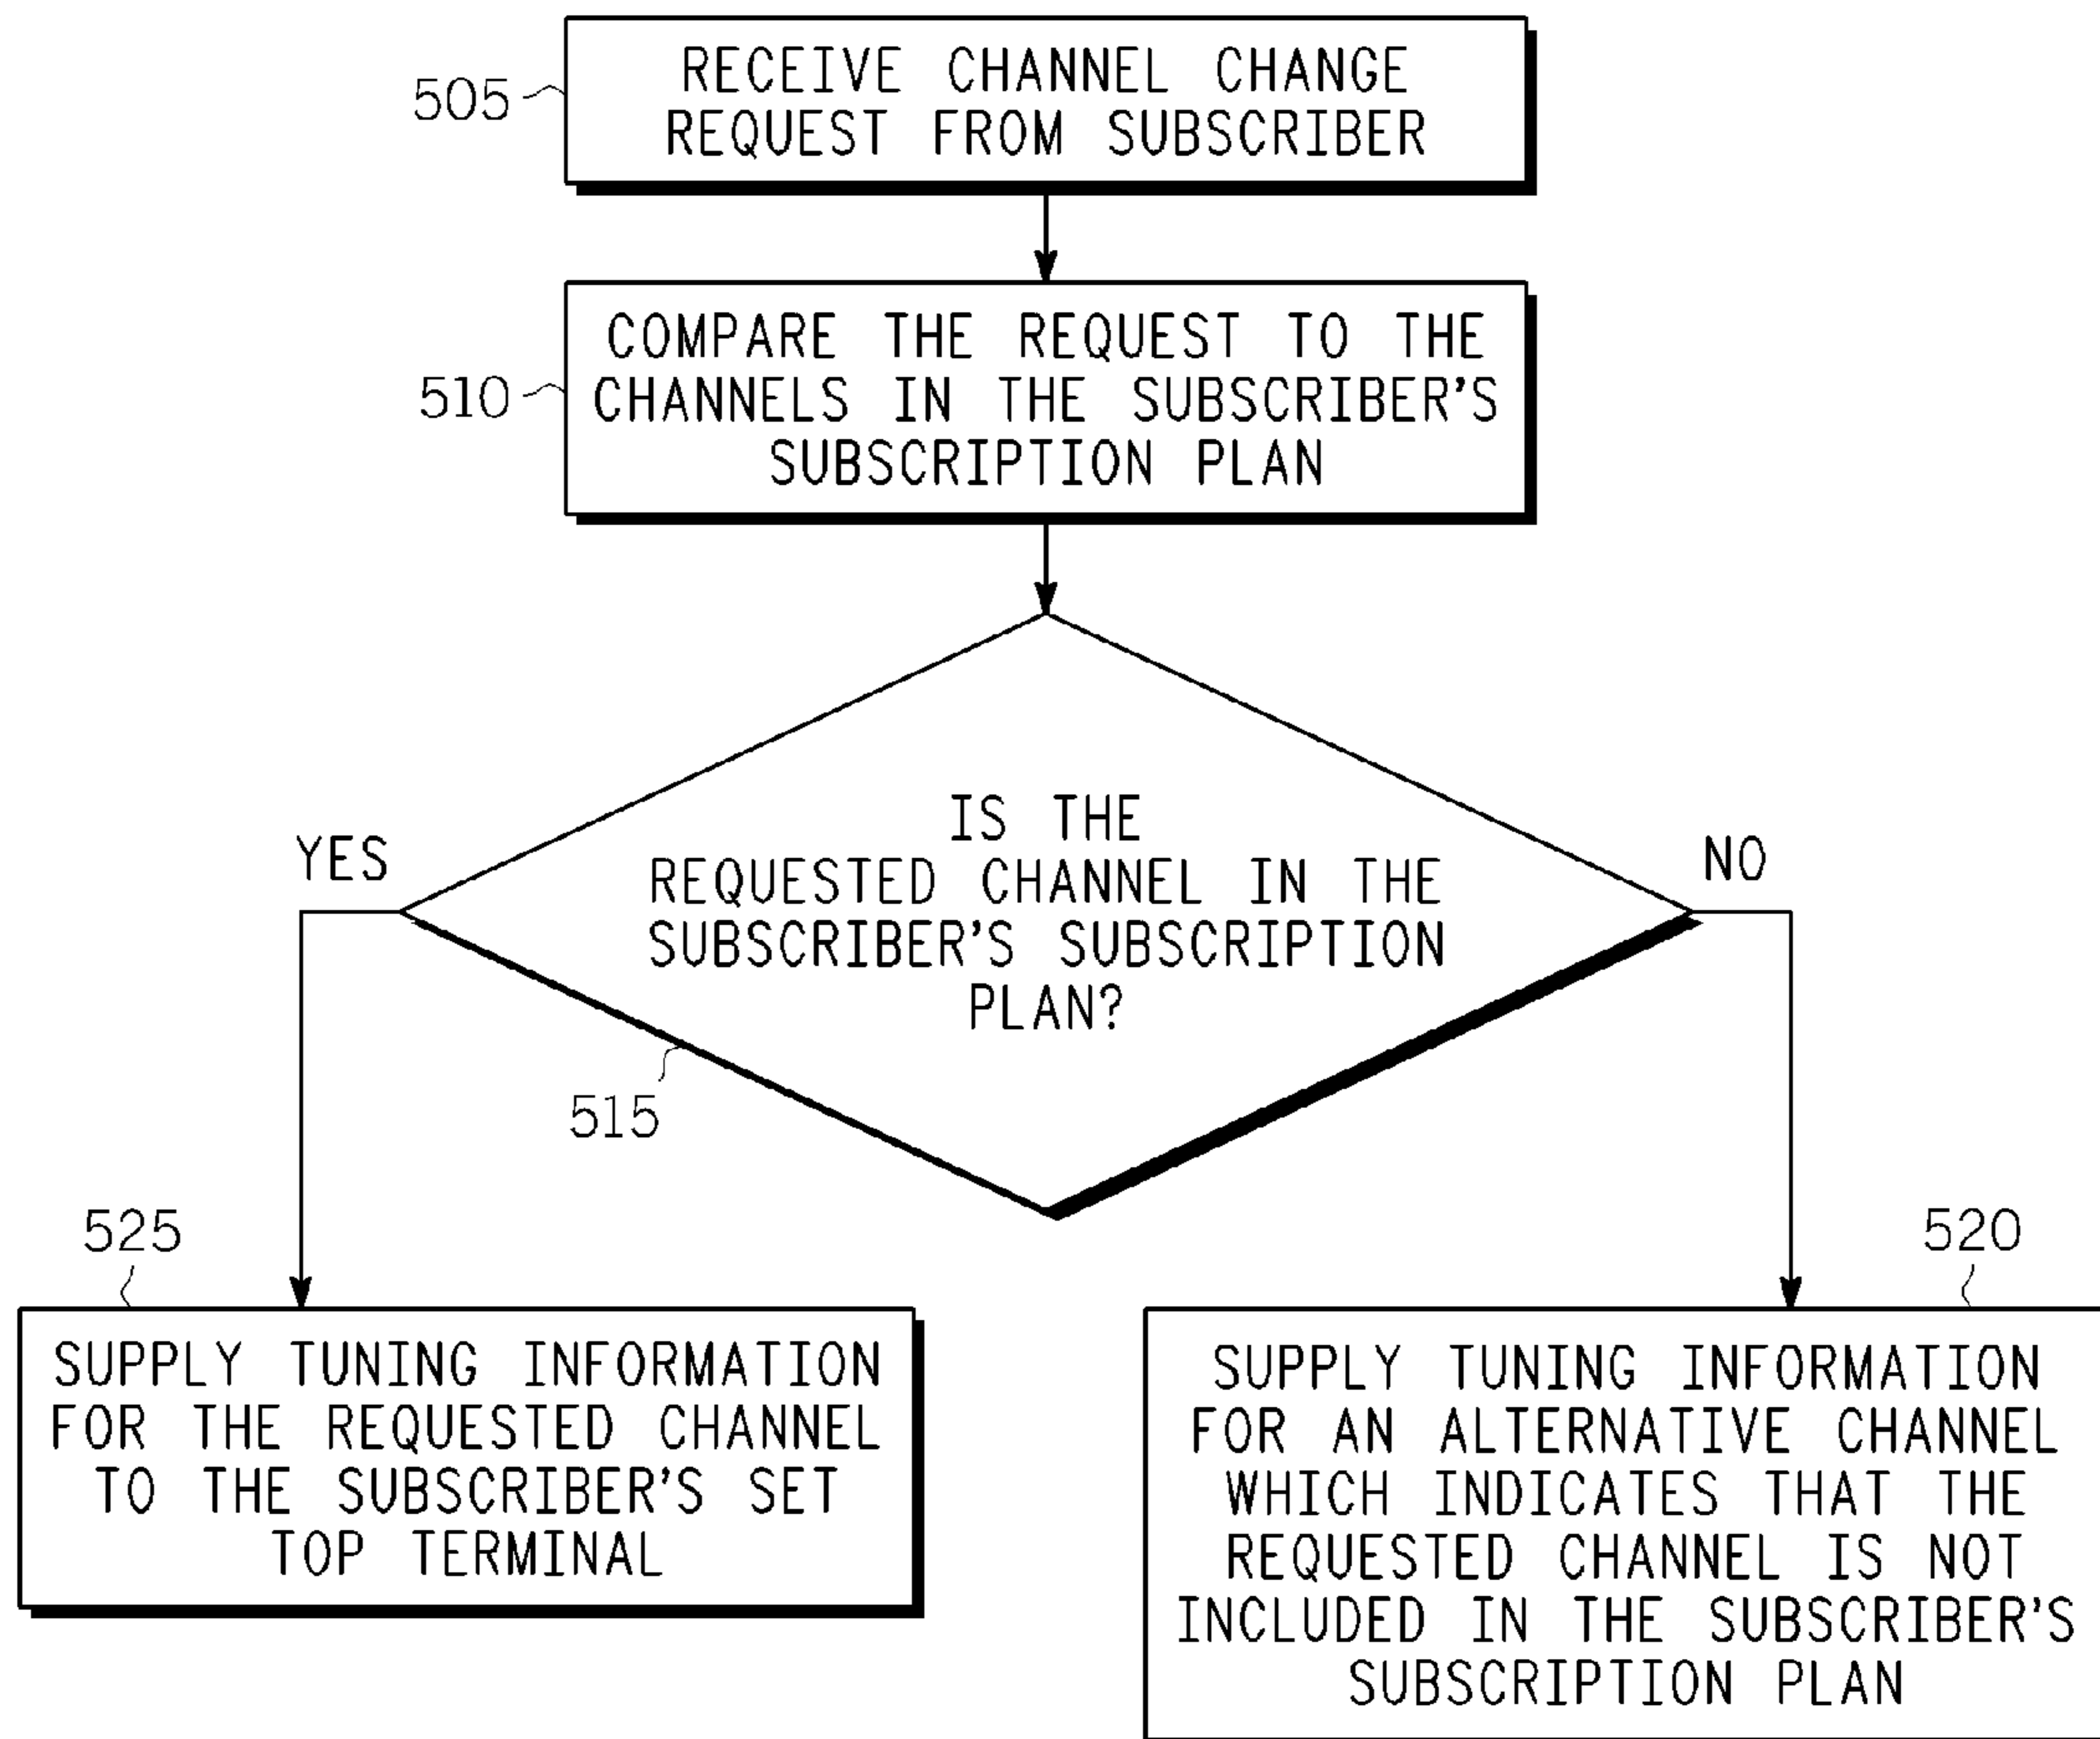 RECEIVE CHANNEL CHANGE
REQUEST FROM SUBSCRIBER
505
COMPARE THE REQUEST TO THE
CHANNELS IN THE SUBSCRIBER'S
SUBSCRIPTION PLAN
510
IS THE
REQUESTED CHANNEL IN THE
SUBSCRIBER'S SUBSCRIPTION
PLAN?
YES
NO
515
525
SUPPLY TUNING INFORMATION
FOR THE REQUESTED CHANNEL
TO THE SUBSCRIBER'S SET
TOP TERMINAL
520
SUPPLY TUNING INFORMATION
FOR AN ALTERNATIVE CHANNEL
WHICH INDICATES THAT THE
REQUESTED CHANNEL IS NOT
INCLUDED IN THE SUBSCRIBER'S
SUBSCRIPTION PLAN